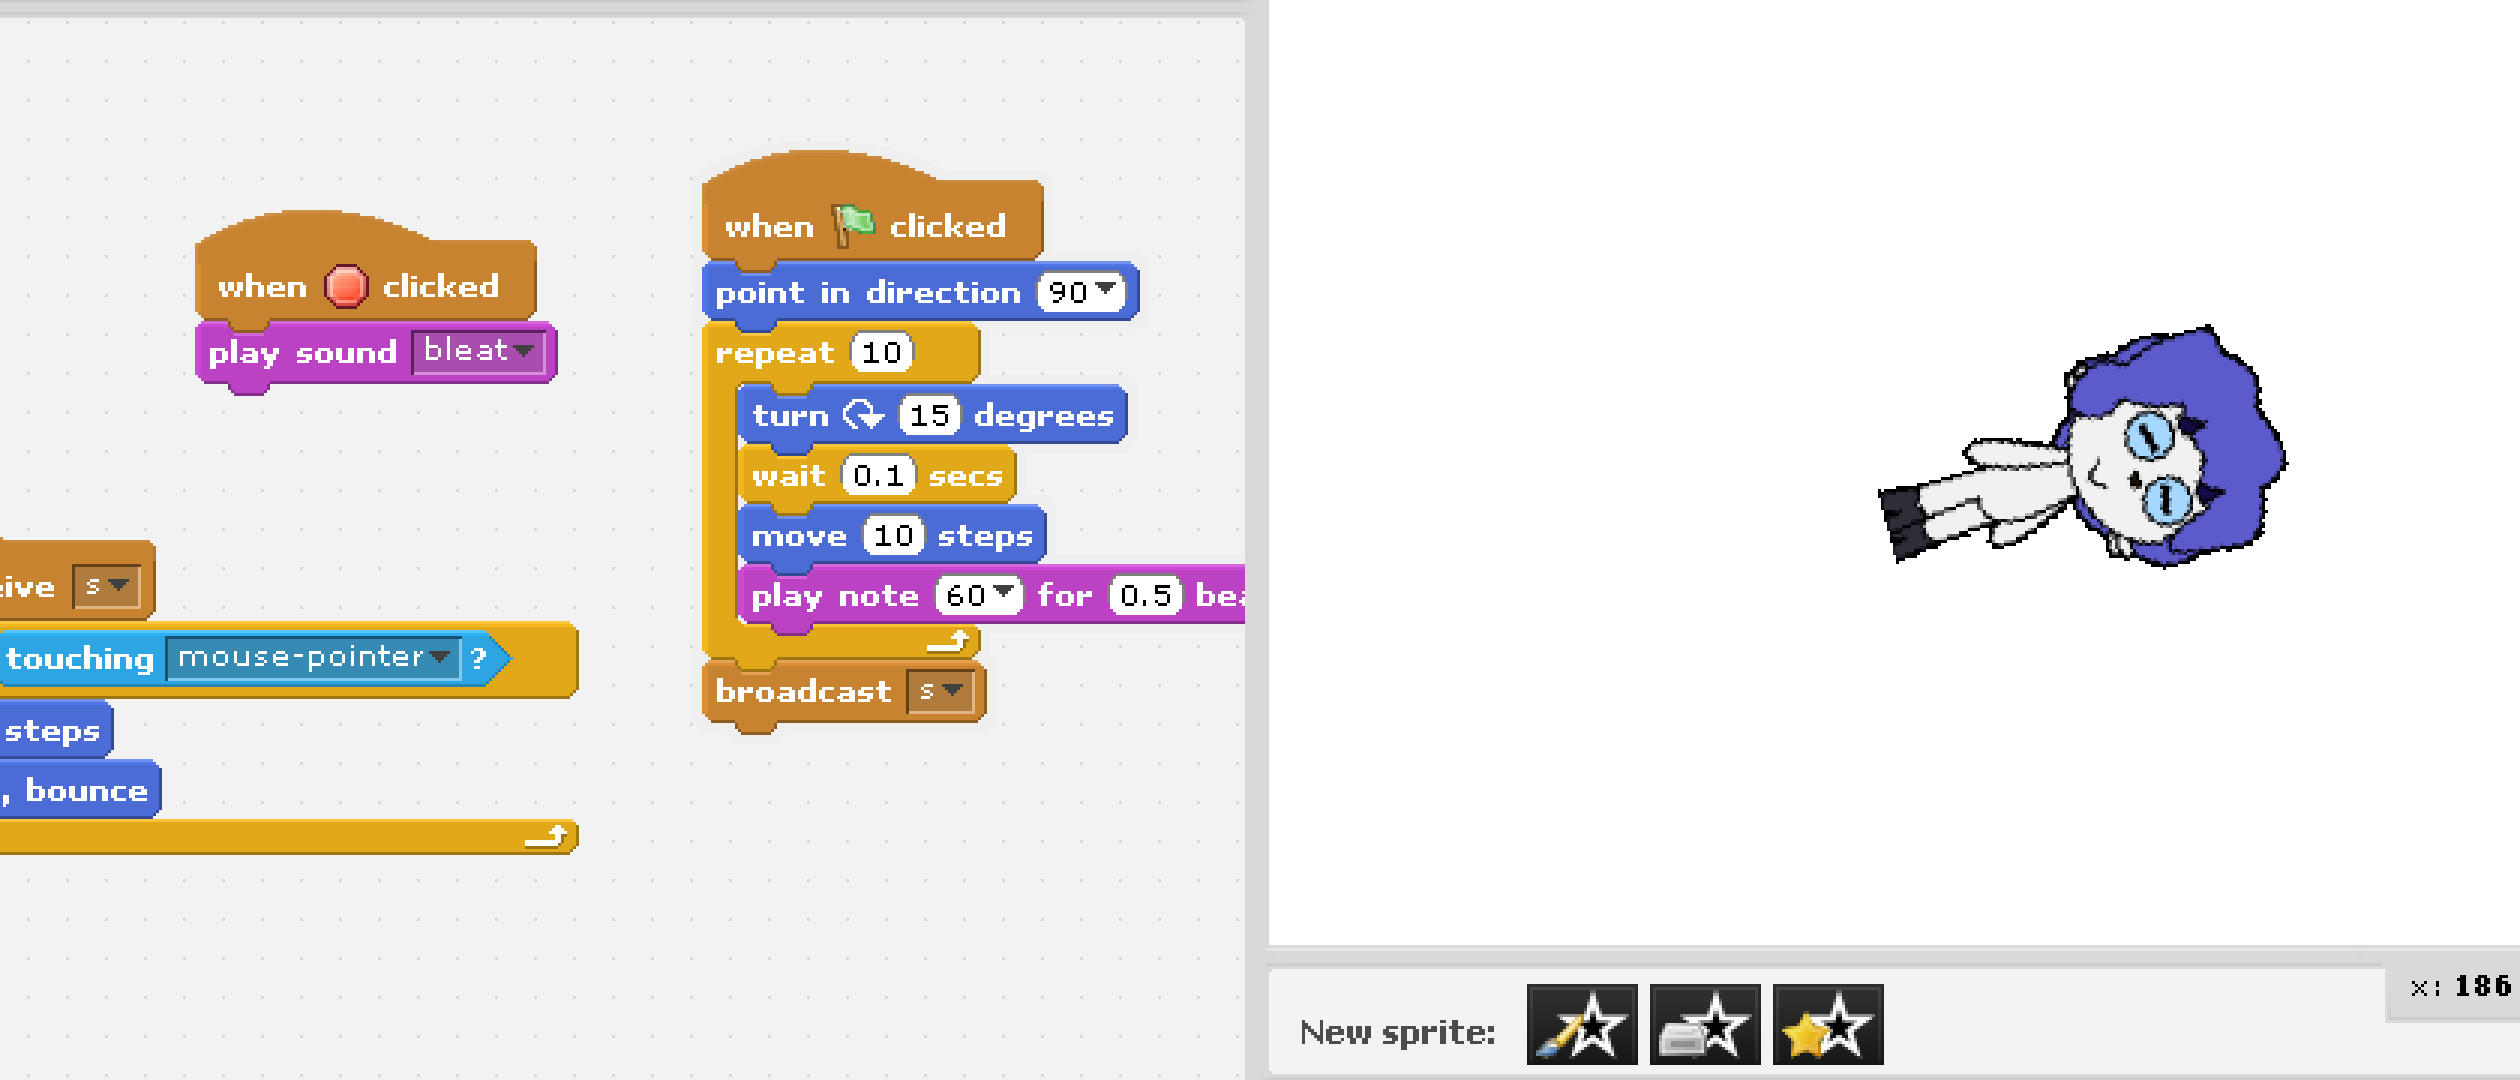 when clicked
point in direction 90
when clicked
play sound bleat
repeat 10
turn 15 degrees
wait 0.1 secs
move 10 steps
play note 60 for 0.5
broadcast s
s
touching mouse-pointer ?
steps
, bounce
New sprite:
x: 186